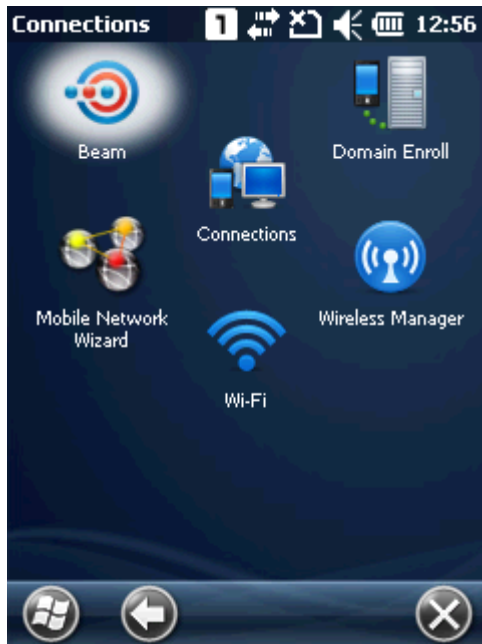 Connections 1 12:56
Beam
Domain Enroll
Connections
Mobile Network
Wizard
Wireless Manager
Wi-Fi